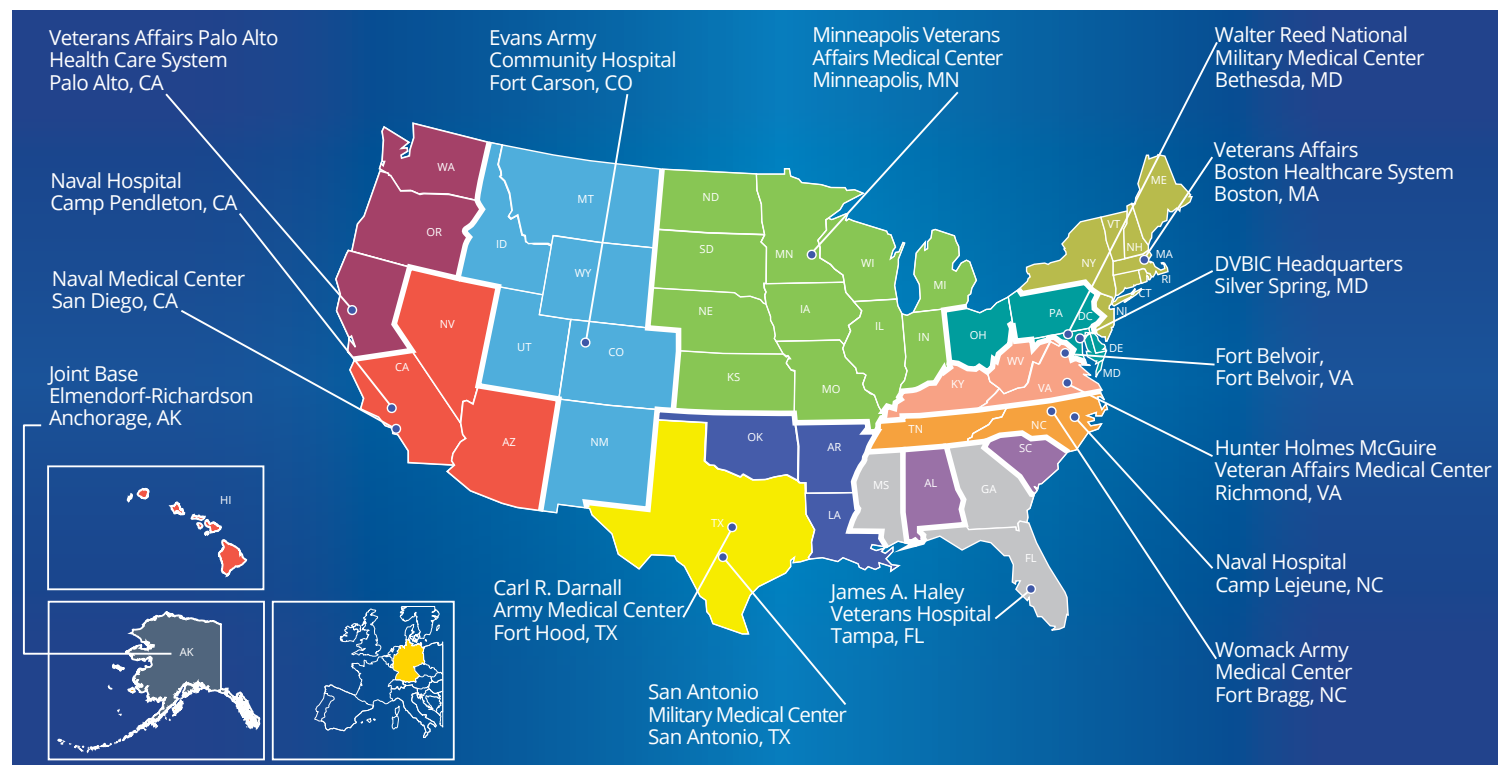 Veterans Affairs Palo Alto
Health Care System
Palo Alto, CA
Evans Army
Community Hospital
Fort Carson, CO
Minneapolis Veterans
Affairs Medical Center
Minneapolis, MN
Walter Reed National
Military Medical Center
Bethesda, MD
Naval Hospital
Camp Pendleton, CA
Veterans Affairs
Boston Healthcare System
Boston, MA
Naval Medical Center
San Diego, CA
DVBIC Headquarters
Silver Spring, MD
Joint Base
Elmendorf-Richardson
Anchorage, AK
Fort Belvoir,
Fort Belvoir, VA
Hunter Holmes McGuire
Veteran Affairs Medical Center
Richmond, VA
Naval Hospital
Camp Lejeune, NC
Womack Army
Medical Center
Fort Bragg, NC
Carl R. Darnall
Army Medical Center
Fort Hood, TX
James A. Haley
Veterans Hospital
Tampa, FL
San Antonio
Military Medical Center
San Antonio, TX
WA
OR
CA
NV
ID
MT
WY
UT
CO
AZ
NM
ND
SD
NE
KS
MN
IA
MO
WI
IL
IN
MI
OH
PA
DC
NY
VT
NH
ME
MA
RI
CT
NJ
DE
MD
WV
VA
KY
TN
NC
SC
OK
AR
TX
LA
MS
AL
GA
FL
HI
AK